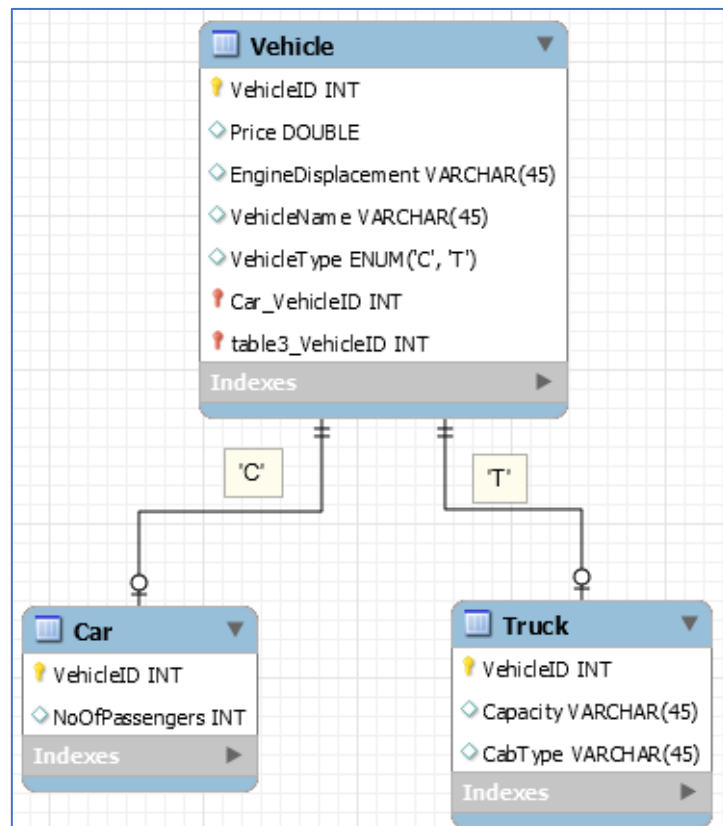 Vehicle
VehicleID INT
Price DOUBLE
EngineDisplacement VARCHAR(45)
VehicleName VARCHAR(45)
VehicleType ENUM('C', 'T')
Car_VehicleID INT
table3_VehicleID INT
Indexes
'C'
'T'
Car
VehicleID INT
NoOfPassengers INT
Indexes
Truck
VehicleID INT
Capacity VARCHAR(45)
CabType VARCHAR(45)
Indexes